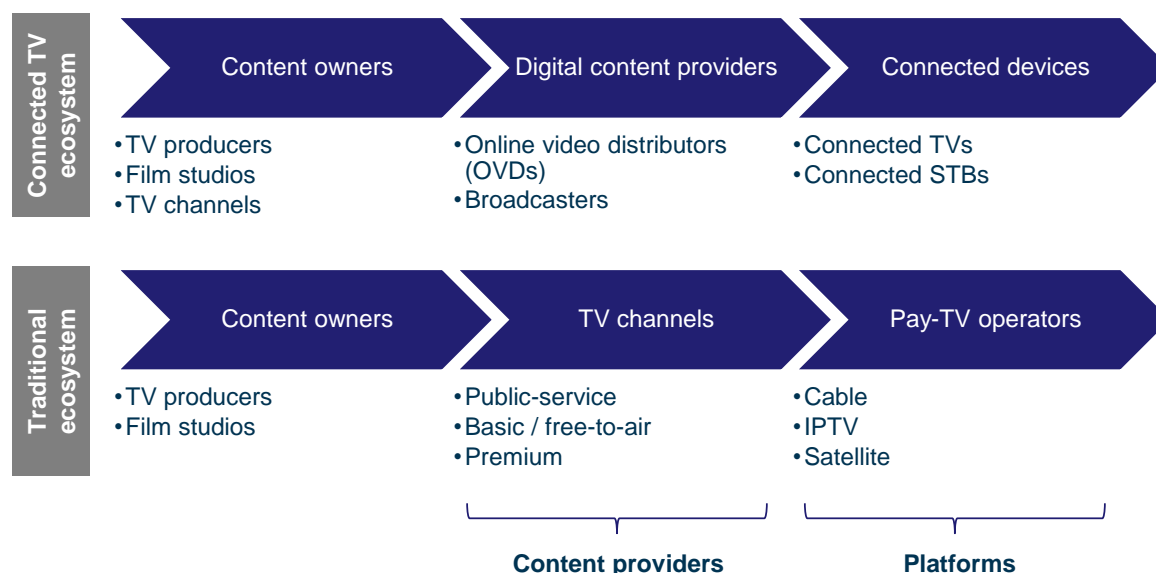 Connected TV
ecosystem
Content owners
Digital content providers
Connected devices
•TV producers
•Film studios
•TV channels
•Online video distributors
(OVDs)
•Broadcasters
•Connected TVs
•Connected STBs
Traditional
ecosystem
Content owners
TV channels
Pay-TV operators
•TV producers
•Film studios
•Public-service
•Basic / free-to-air
•Premium
•Cable
•IPTV
•Satellite
Content providers
Platforms